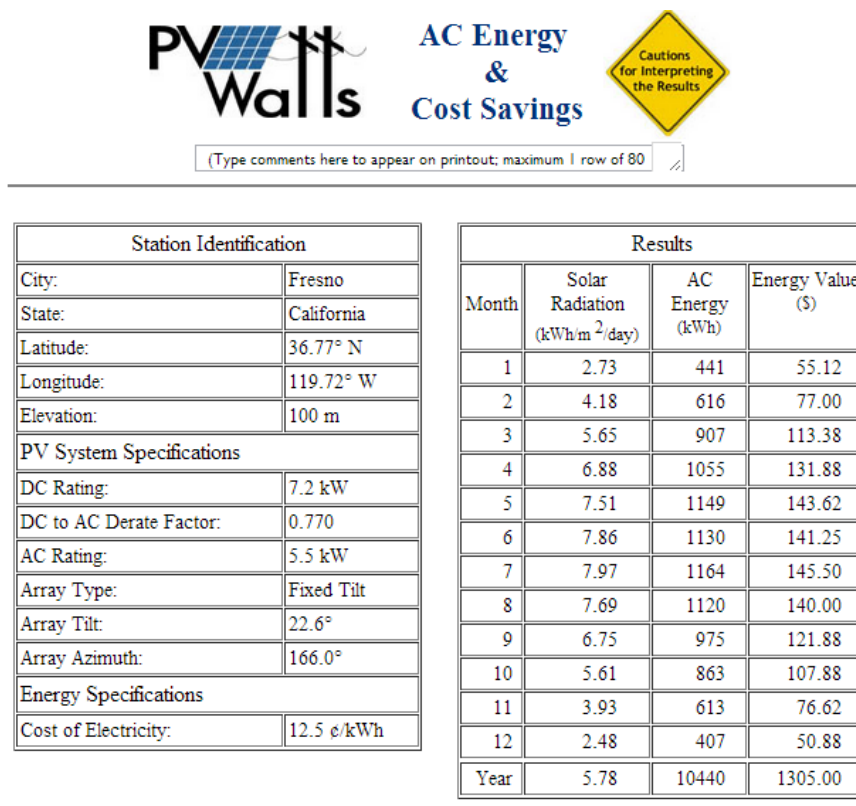 PV Watts
AC Energy
&
Cost Savings
Cautions
for Interpreting
the Results
(Type comments here to appear on printout; maximum 1 row of 80
Station Identification
City: Fresno
State: California
Latitude: 36.77° N
Longitude: 119.72° W
Elevation: 100 m
PV System Specifications
DC Rating: 7.2 kW
DC to AC Derate Factor: 0.770
AC Rating: 5.5 kW
Array Type: Fixed Tilt
Array Tilt: 22.6°
Array Azimuth: 166.0°
Energy Specifications
Cost of Electricity: 12.5 ¢/kWh
Results
Month Solar Radiation (kWh/m 2/day) AC Energy (kWh) Energy Value ($)
1 2.73 441 55.12
2 4.18 616 77.00
3 5.65 907 113.38
4 6.88 1055 131.88
5 7.51 1149 143.62
6 7.86 1130 141.25
7 7.97 1164 145.50
8 7.69 1120 140.00
9 6.75 975 121.88
10 5.61 863 107.88
11 3.93 613 76.62
12 2.48 407 50.88
Year 5.78 10440 1305.00